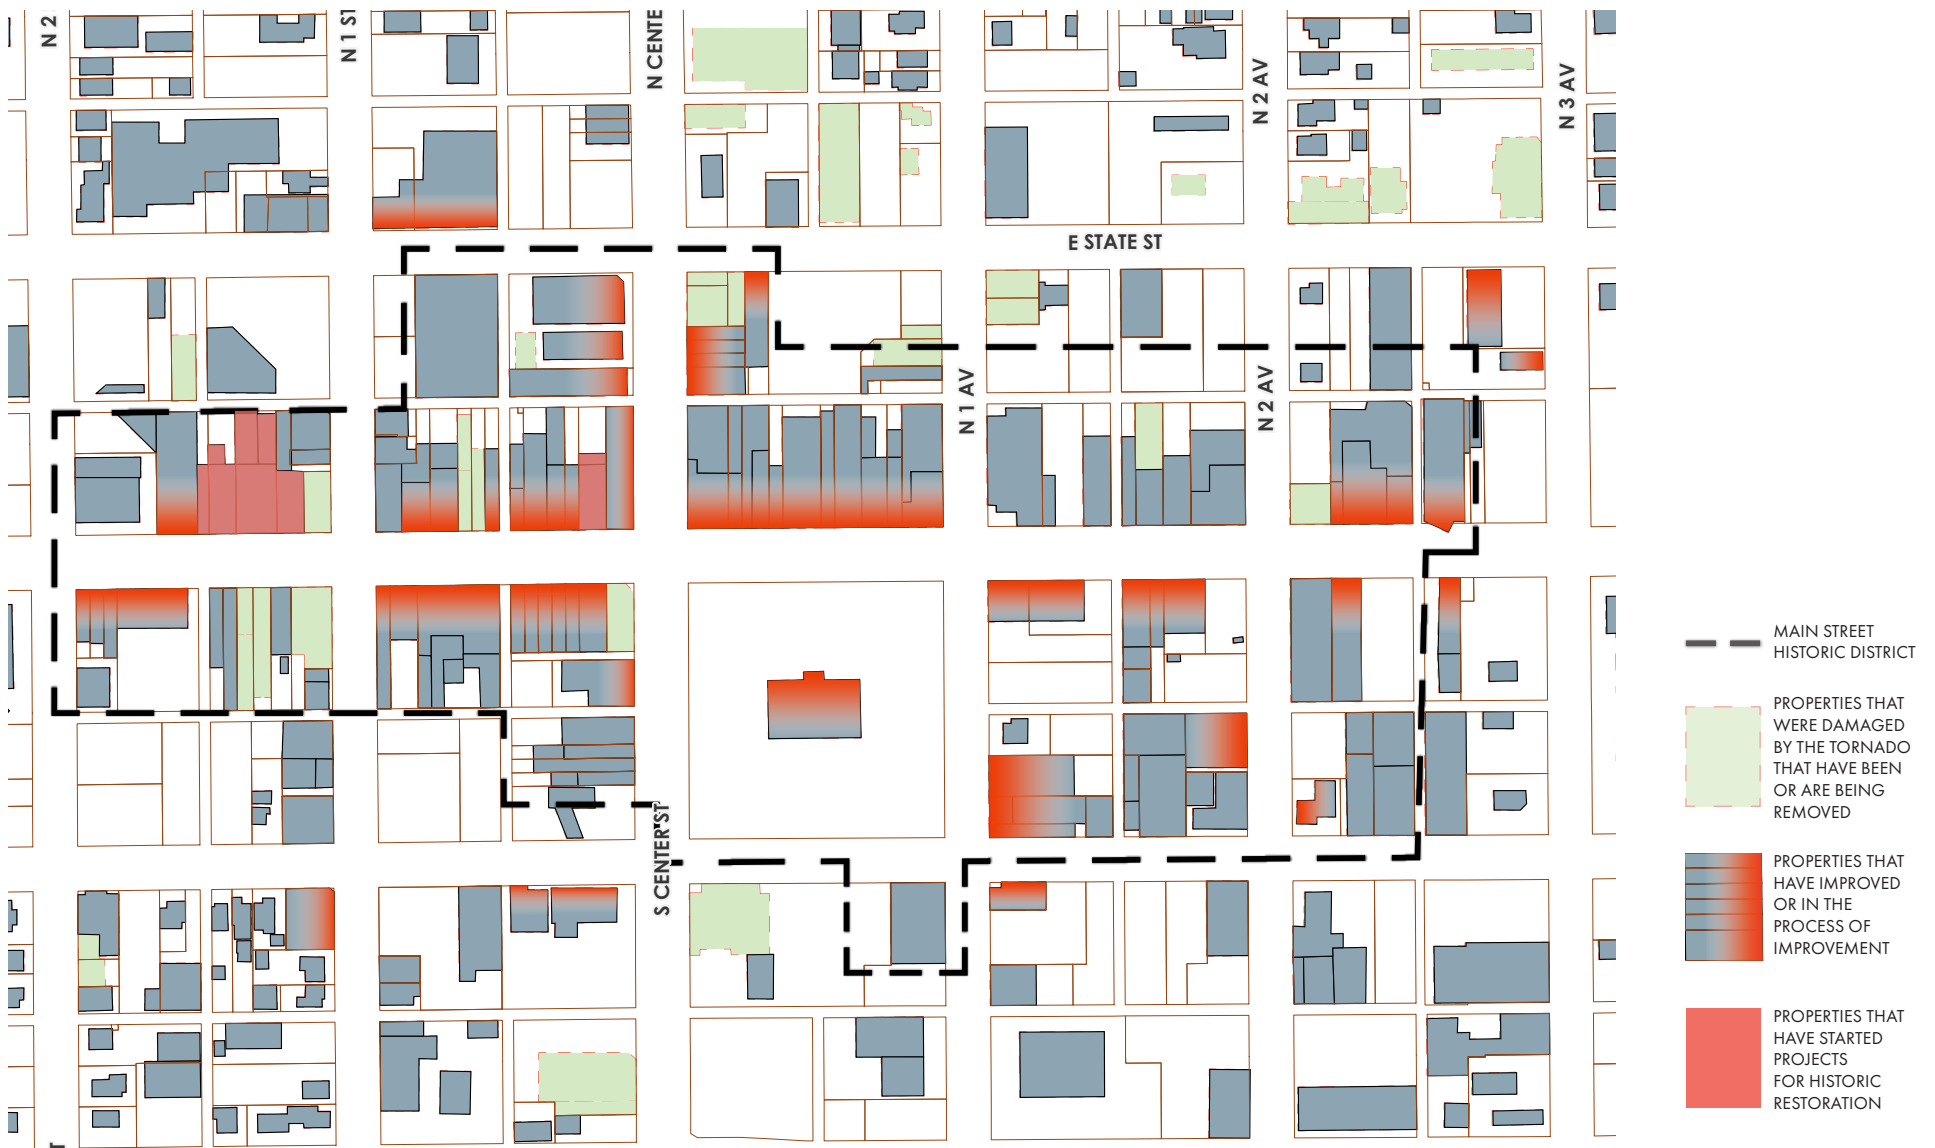 N 2
N 1 ST
N CENTE
N 2 AV
N 3 AV
E STATE ST
N 1 AV
N 2 AV
S CENTER ST
MAIN STREET
HISTORIC DISTRICT
PROPERTIES THAT
WERE DAMAGED
BY THE TORNADO
THAT HAVE BEEN
OR ARE BEING
REMOVED
PROPERTIES THAT
HAVE IMPROVED
OR IN THE
PROCESS OF
IMPROVEMENT
PROPERTIES THAT
HAVE STARTED
PROJECTS
FOR HISTORIC
RESTORATION
T